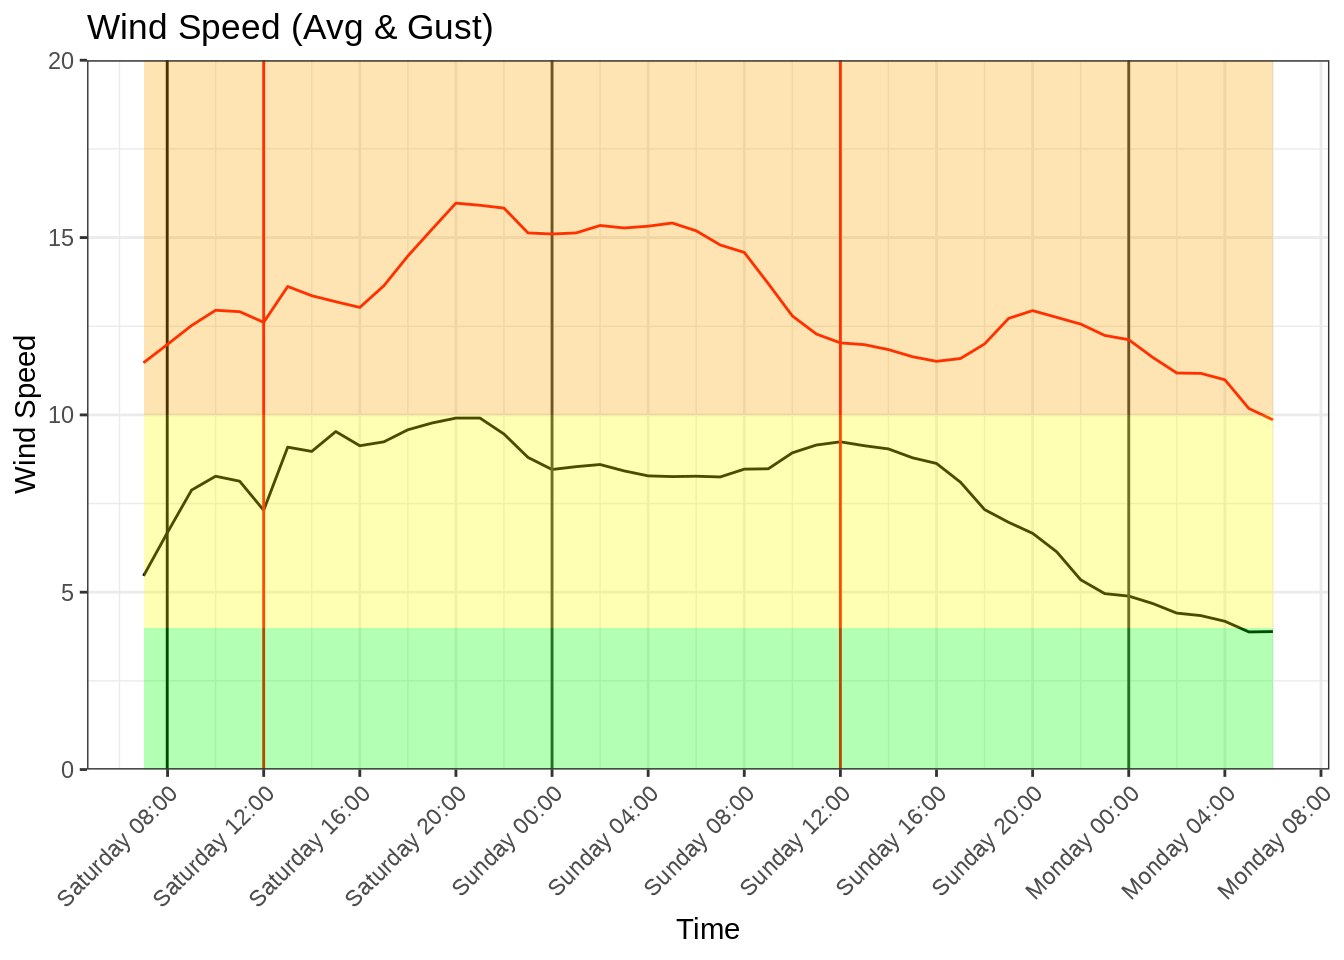 Wind Speed (Avg & Gust)
Wind Speed
20
15
10
5
0
Saturday 08:00
Saturday 12:00
Saturday 16:00
Saturday 20:00
Sunday 00:00
Sunday 04:00
Sunday 08:00
Sunday 12:00
Sunday 16:00
Sunday 20:00
Monday 00:00
Monday 04:00
Monday 08:00
Time